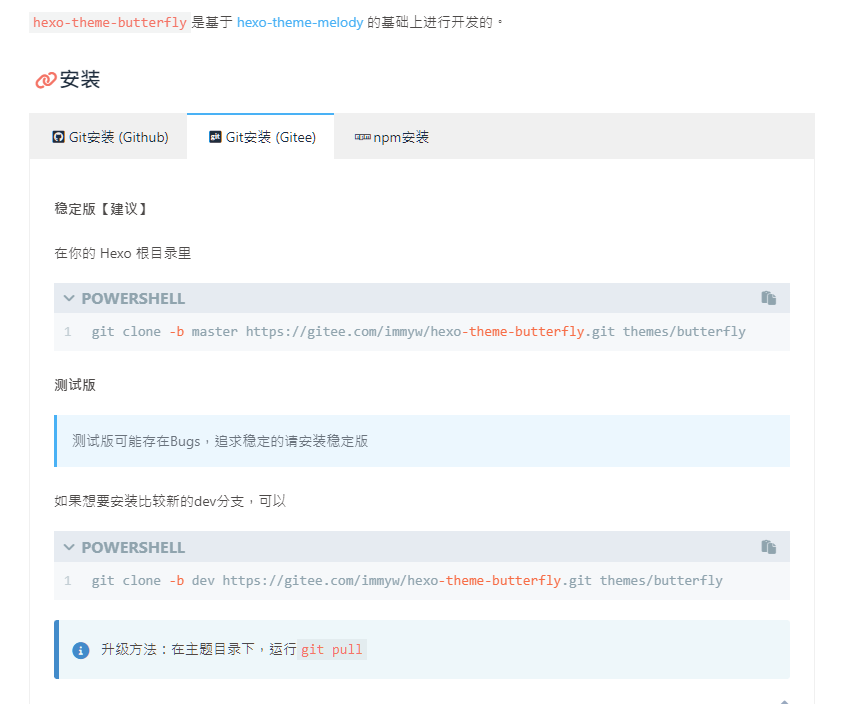 hexo-theme-butterfly 是基于 hexo-theme-melody 的基础上进行开发的。
安装
Git安装 (Github) Git安装 (Gitee) npm安装
稳定版【建议】
在你的 Hexo 根目录里
POWERSHELL
1 git clone -b master https://gitee.com/immyw/hexo-theme-butterfly.git themes/butterfly
测试版
测试版可能存在Bugs，追求稳定的请安装稳定版
如果想要安装比较新的dev分支，可以
POWERSHELL
1 git clone -b dev https://gitee.com/immyw/hexo-theme-butterfly.git themes/butterfly
升级方法：在主题目录下，运行 git pull